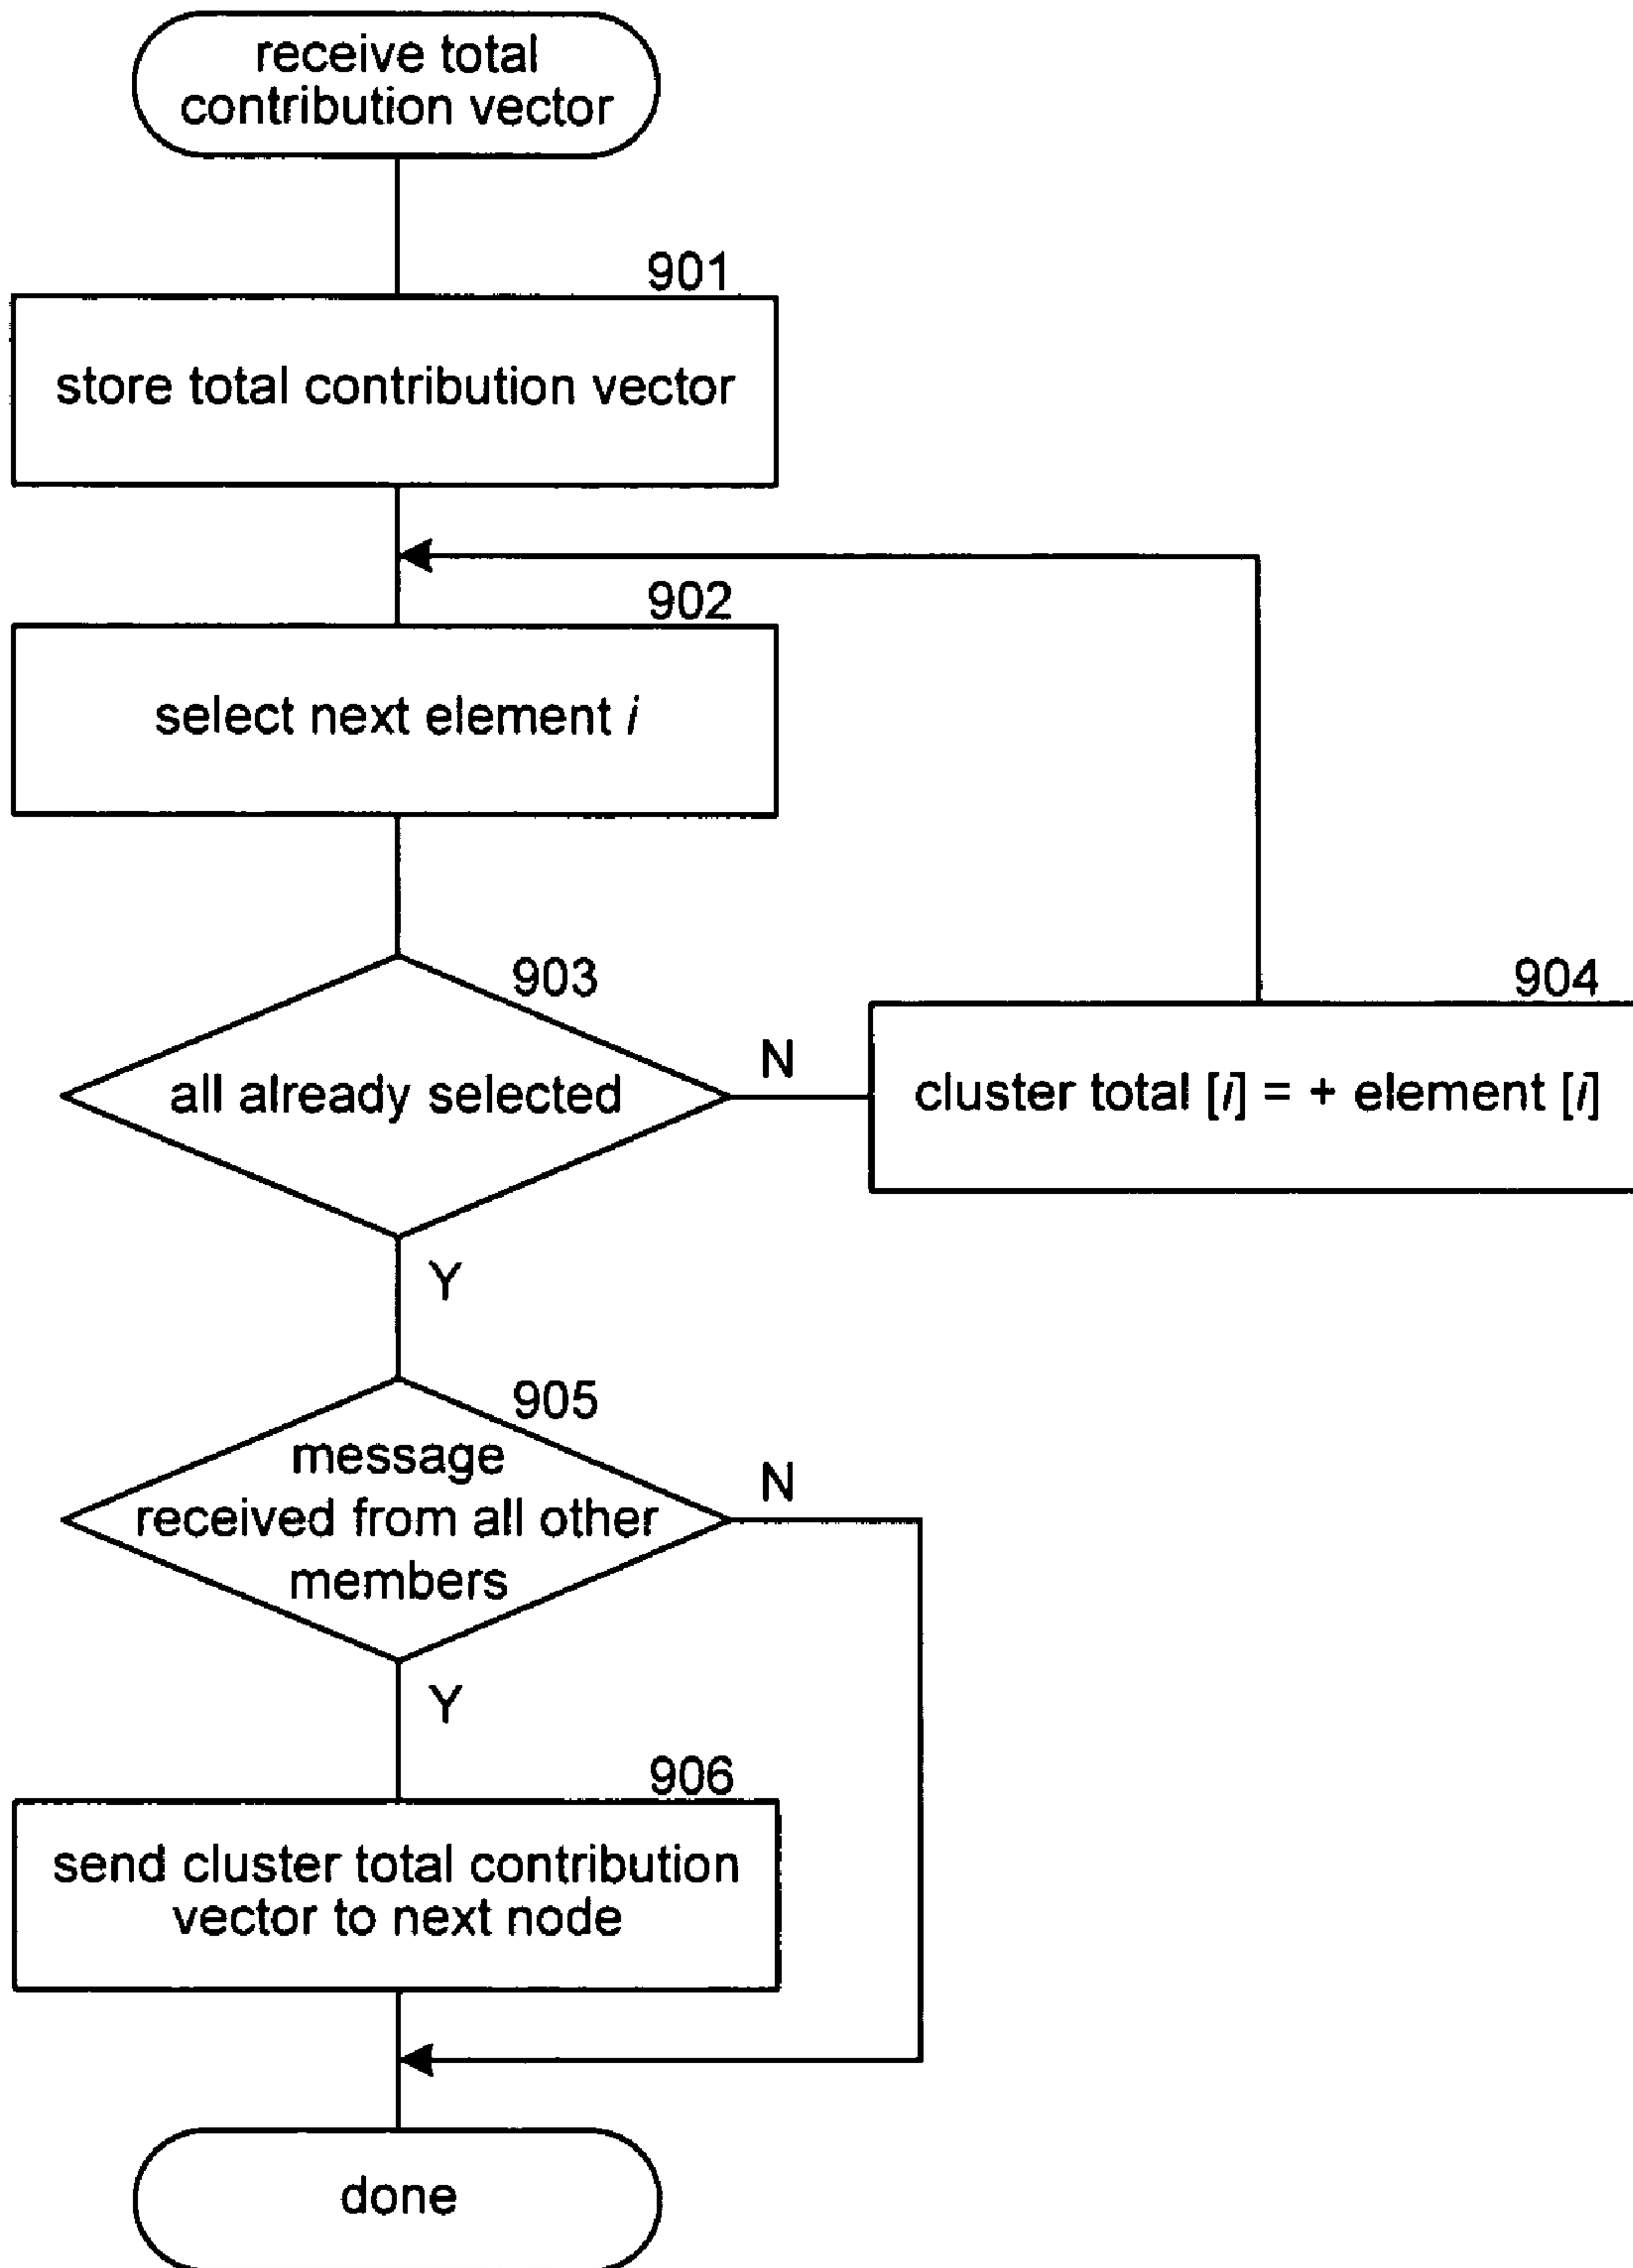 receive total
contribution vector
901
store total contribution vector
902
select next element i
903
all already selected
N
904
cluster total [i] = + element [i]
Y
905
message
received from all other
members
N
Y
906
send cluster total contribution
vector to next node
done